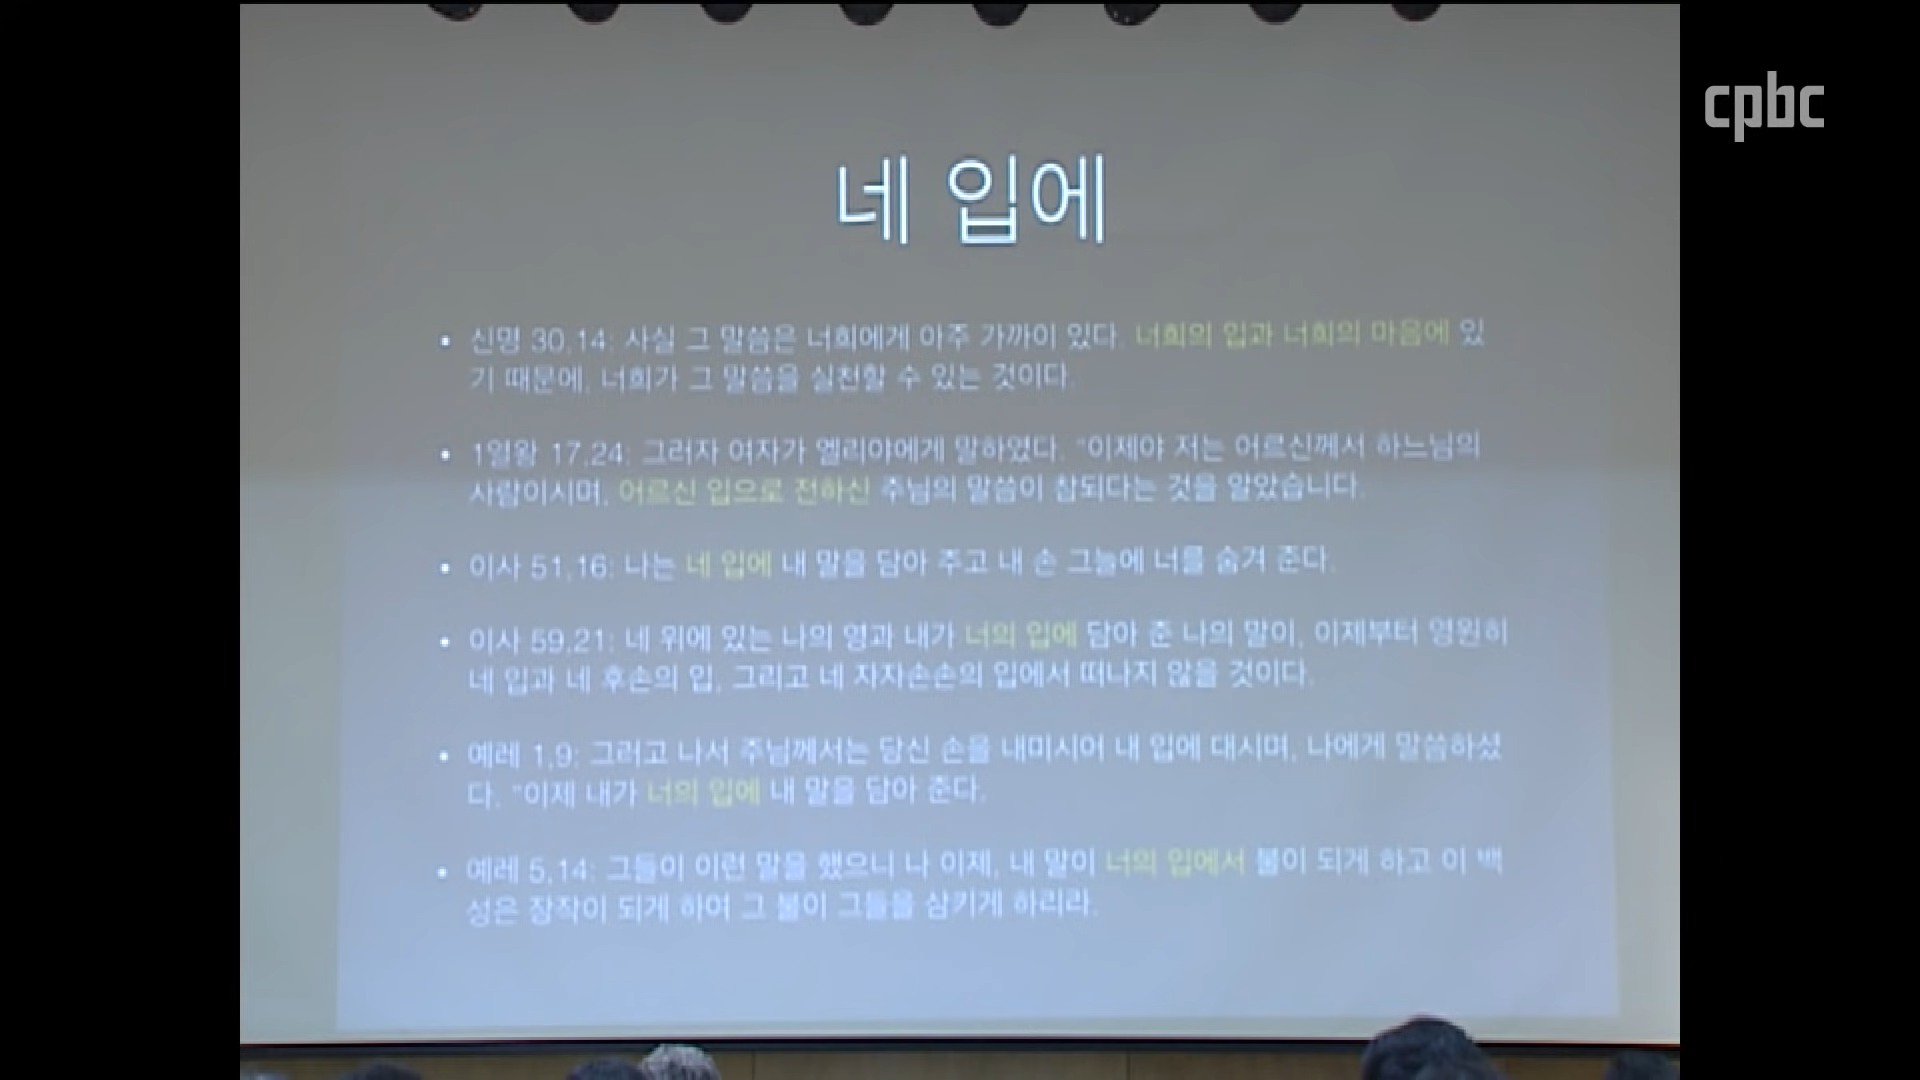 cpbc
네 입에
• 신명 30,14: 사실 그 말씀은 너희에게 아주 가까이 있다. 너희의 입과 너희의 마음에 있
기 때문에, 너희가 그 말씀을 실천할 수 있는 것이다.
• 1열왕 17,24: 그러자 여자가 엘리야에게 말하였다. "이제야 저는 어르신께서 하느님의
사람이시며, 어르신 입으로 전하신 주님의 말씀이 참되다는 것을 알았습니다.
• 이사 51,16: 나는 네 입에 내 말을 담아 주고 내 손 그늘에 너를 숨겨 준다.
• 이사 59,21: 네 위에 있는 나의 영과 내가 너의 입에 담아 준 나의 말이, 이제부터 영원히
네 입과 네 후손의 입, 그리고 네 자자손손의 입에서 떠나지 않을 것이다.
• 예레 1,9: 그러고 나서 주님께서는 당신 손을 내미시어 내 입에 대시며, 나에게 말씀하셨
다. "이제 내가 너의 입에 내 말을 담아 준다.
• 예레 5,14: 그들이 이런 말을 했으니 나 이제, 내 말이 너의 입에서 불이 되게 하고 이 백
성은 장작이 되게 하여 그 불이 그들을 삼키게 하리라.